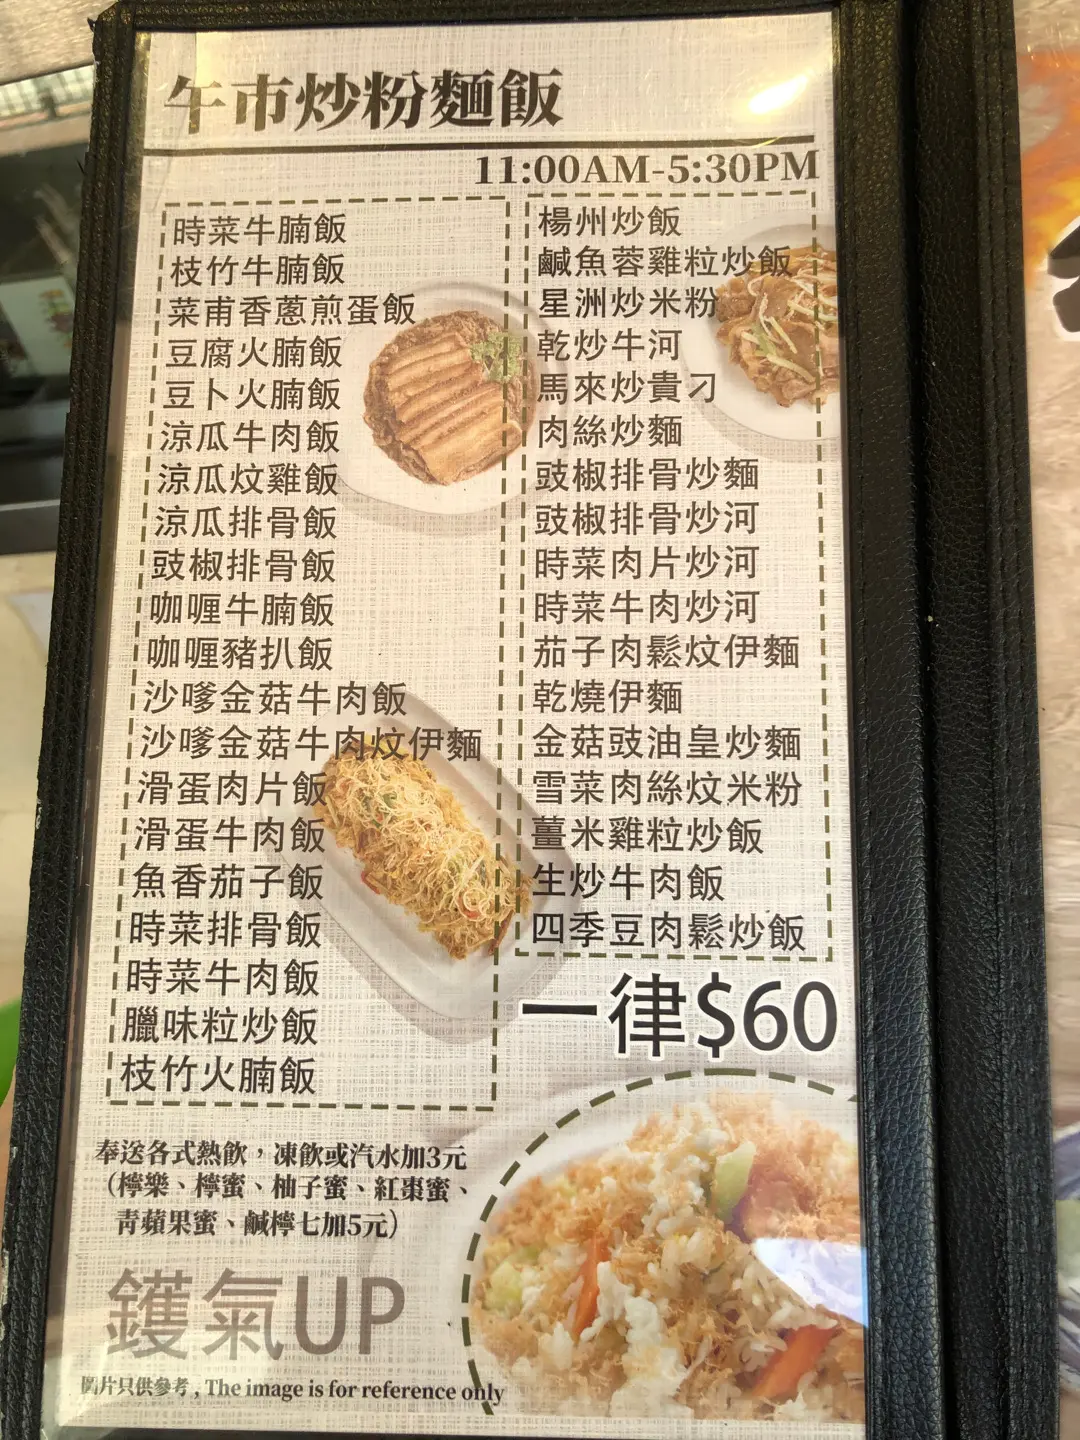 午市炒粉麵飯
11:00AM-5:30PM
時菜牛腩飯
枝竹牛腩飯
菜甫香蔥煎蛋飯
豆腐火腩飯
豆卜火腩飯
涼瓜牛肉飯
涼瓜炆雞飯
涼瓜排骨飯
豉椒排骨飯
咖喱牛腩飯
咖喱豬扒飯
沙嗲金菇牛肉飯
沙嗲金菇牛肉炆伊麵
滑蛋肉片飯
滑蛋牛肉飯
魚香茄子飯
時菜排骨飯
時菜牛肉飯
臘味粒炒飯
枝竹火腩飯
楊州炒飯
鹹魚蓉雞粒炒飯
星洲炒米粉
乾炒牛河
馬來炒貴刁
肉絲炒麵
豉椒排骨炒麵
豉椒排骨炒河
時菜肉片炒河
時菜牛肉炒河
茄子肉鬆炆伊麵
乾燒伊麵
金菇豉油皇炒麵
雪菜肉絲炆米粉
薑米雞粒炒飯
生炒牛肉飯
四季豆肉鬆炒飯
一律$60
奉送各式熱飲，凍飲或汽水加3元
（檸樂、檸蜜、柚子蜜、紅棗蜜、
青蘋果蜜、鹹檸七加5元）
鑊氣UP
圖片只供參考 , The image is for reference only